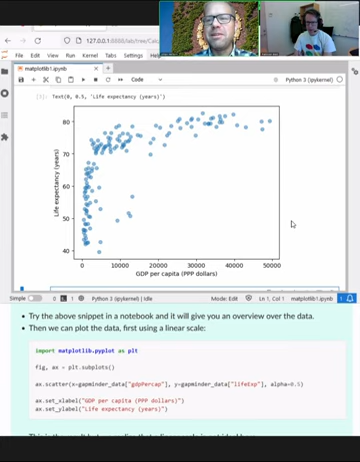 127.0.0.1:8888/lab/tree/Calc
File Edit View Run Kernel Tabs Settings Help
matplotlib1.ipynb
Code
Python 3 (ipykernel)
Text(0, 0.5, 'Life expectancy (years)')
80
70
60
50
40
Life expectancy (years)
0 10000 20000 30000 40000 50000
GDP per capita (PPP dollars)
Simple 0 1 Python 3 (ipykernel) | Idle Mode: Edit Ln 1, Col 1 matplotlib1.ipynb 1
• Try the above snippet in a notebook and it will give you an overview over the data.
• Then we can plot the data, first using a linear scale:
import matplotlib.pyplot as plt
fig, ax = plt.subplots()
ax.scatter(x=gapminder_data["gdpPercap"], y=gapminder_data["lifeExp"], alpha=0.5)
ax.set_xlabel("GDP per capita (PPP dollars)")
ax.set_ylabel("Life expectancy (years)")